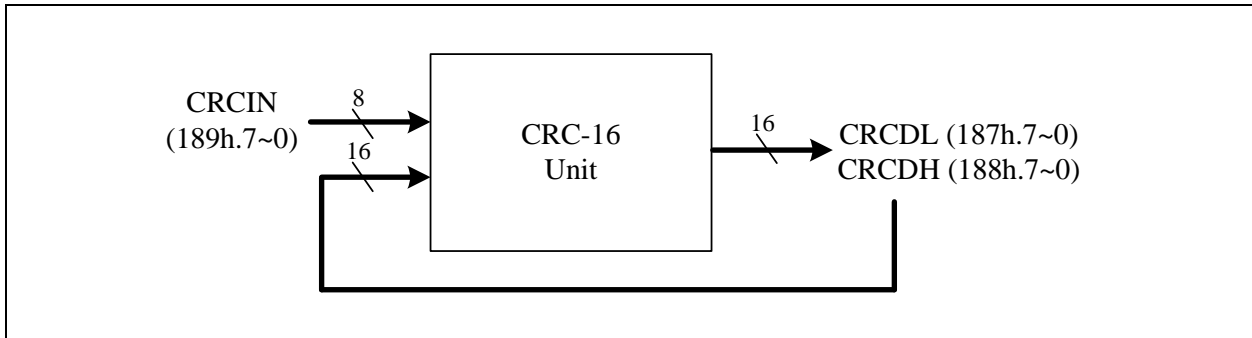 CRCIN
(189h.7~0)
8
16
CRC-16
Unit
16
CRCDL (187h.7~0)
CRCDH (188h.7~0)